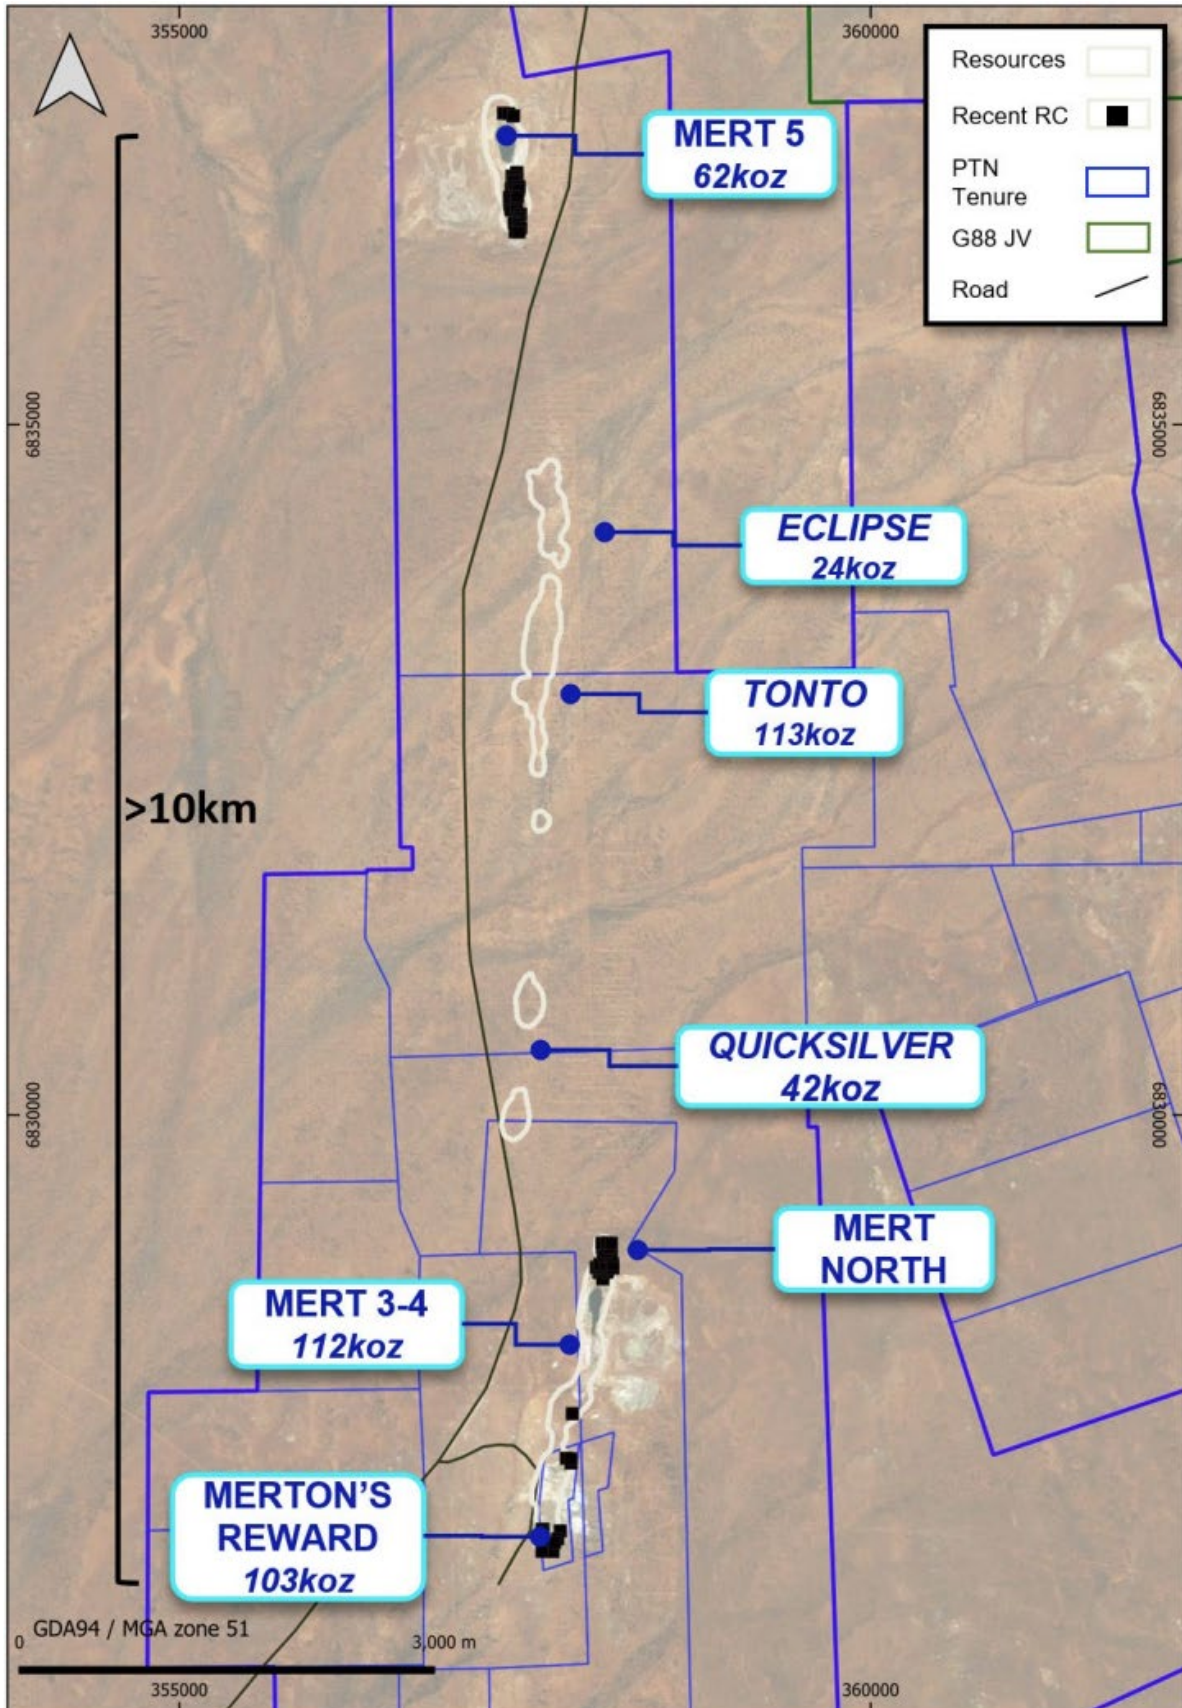 355000
360000
Resources
Recent RC
PTN
Tenure
G88 JV
Road
MERT 5
62koz
6835000
6835000
ECLIPSE
24koz
TONTO
113koz
>10km
QUICKSILVER
42koz
6830000
6830000
MERT
NORTH
MERT 3-4
112koz
MERTON'S
REWARD
103koz
GDA94 / MGA zone 51
0
3,000 m
355000
360000